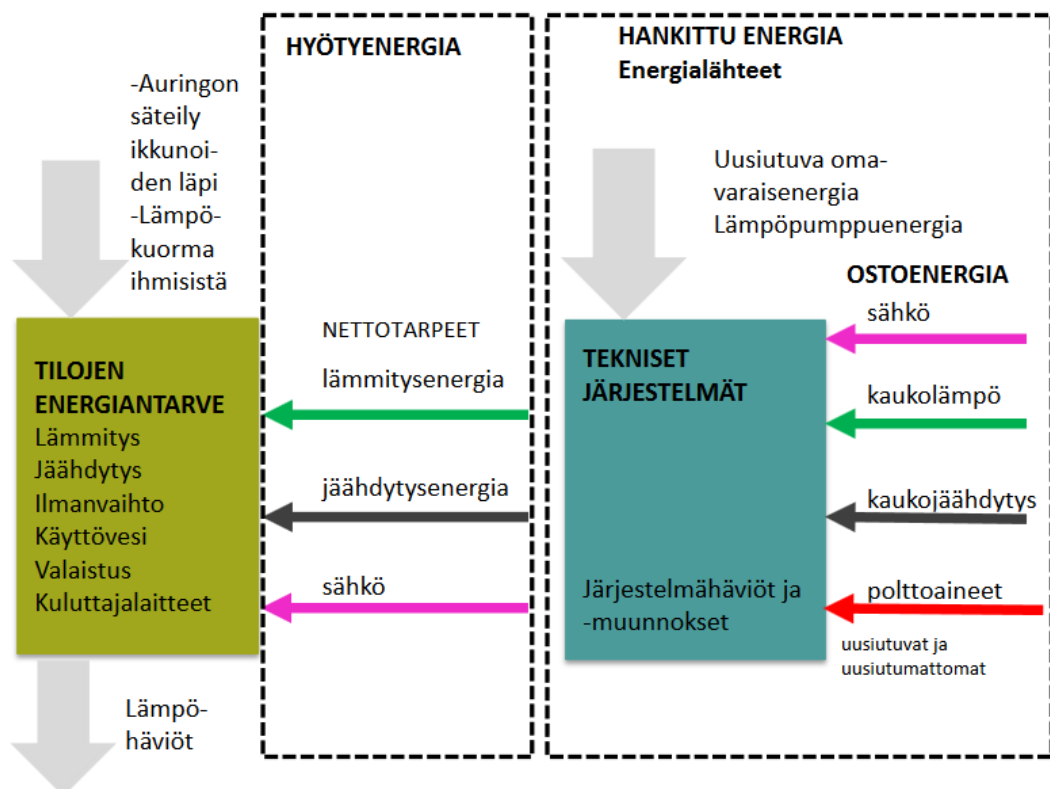 -Auringon
säteily
ikkunoi-
den läpi
-Lämpö-
kuorma
ihmisistä
TILOJEN
ENERGIANTARVE
Lämmitys
Jäähdytys
Ilmanvaihto
Käyttövesi
Valaistus
Kuluttajalaitteet
Lämpö-
häviöt
HYÖTYENERGIA
NETTOTARPEET
lämmitysenergia
jäähdytysenergia
sähkö
HANKITTU ENERGIA
Energialähteet
Uusiutuva oma-
varaisenergia
Lämpöpumppuenergia
TEKNISET
JÄRJESTELMÄT
Järjestelmähäviöt ja
-muunnokset
OSTOENERGIA
sähkö
kaukolämpö
kaukojäähdytys
polttoaineet
uusiutuvat ja
uusiutumattomat